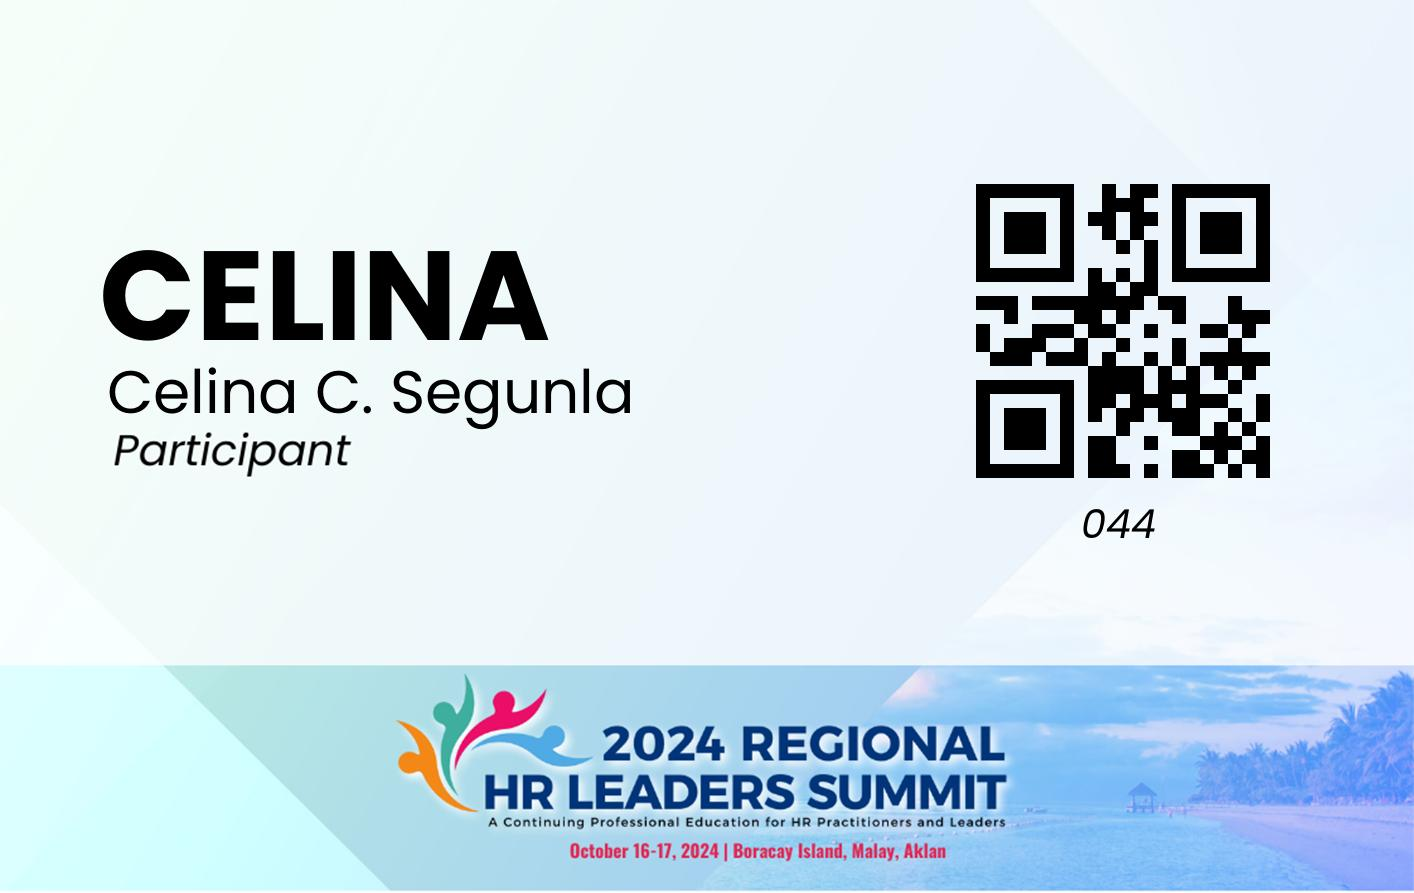 CELINA
Celina C. Segunla
Participant
044
2024 REGIONAL
HR LEADERS SUMMIT
A Continuing Professional Education for HR Practitioners and Leaders
October 16-17, 2024 | Boracay Island, Malay, Aklan